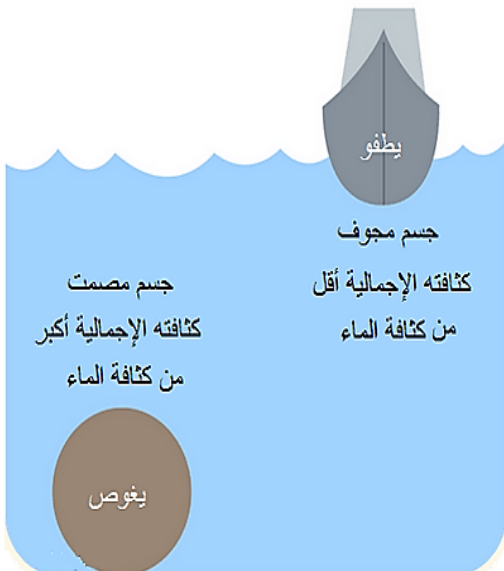 يطفو
جسم مجوف
كثافته الإجمالية أقل
من كثافة الماء
جسم مصمت
كثافته الإجمالية أكبر
من كثافة الماء
يغوص